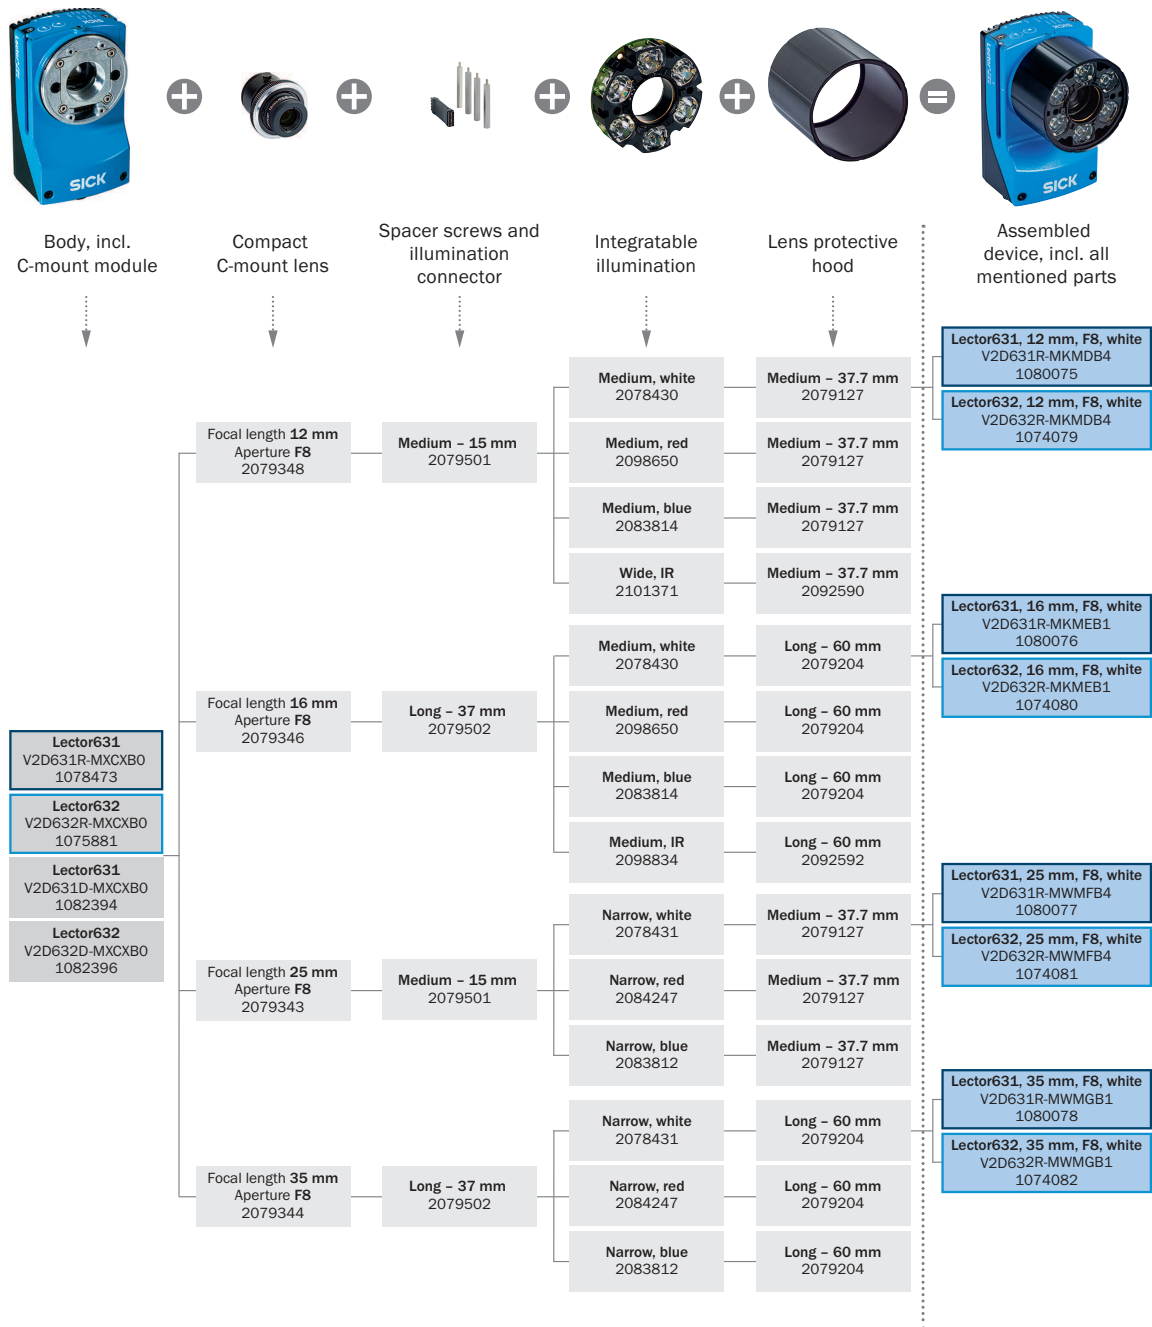 SICK
SICK
SICK
SICK
Body, incl.
C-mount module
Compact
C-mount lens
Spacer screws and
illumination
connector
Integratable
illumination
Lens protective
hood
Assembled
device, incl. all
mentioned parts
Lector631
V2D631R-MXCXB0
1078473
Lector632
V2D632R-MXCXB0
1075881
Lector631
V2D631D-MXCXB0
1082394
Lector632
V2D632D-MXCXB0
1082396
Focal length 12 mm
Aperture F8
2079348
Medium – 15 mm
2079501
Medium, white
2078430
Medium – 37.7 mm
2079127
Medium, red
2098650
Medium – 37.7 mm
2079127
Medium, blue
2083814
Medium – 37.7 mm
2079127
Wide, IR
2101371
Medium – 37.7 mm
2092590
Lector631, 12 mm, F8, white
V2D631R-MKMDB4
1080075
Lector632, 12 mm, F8, white
V2D632R-MKMDB4
1074079
Focal length 16 mm
Aperture F8
2079346
Long – 37 mm
2079502
Medium, white
2078430
Long – 60 mm
2079204
Medium, red
2098650
Long – 60 mm
2079204
Medium, blue
2083814
Long – 60 mm
2079204
Medium, IR
2098834
Long – 60 mm
2092592
Lector631, 16 mm, F8, white
V2D631R-MKMEB1
1080076
Lector632, 16 mm, F8, white
V2D632R-MKMEB1
1074080
Focal length 25 mm
Aperture F8
2079343
Medium – 15 mm
2079501
Narrow, white
2078431
Medium – 37.7 mm
2079127
Narrow, red
2084247
Medium – 37.7 mm
2079127
Narrow, blue
2083812
Medium – 37.7 mm
2079127
Lector631, 25 mm, F8, white
V2D631R-MWMFB4
1080077
Lector632, 25 mm, F8, white
V2D632R-MWMFB4
1074081
Focal length 35 mm
Aperture F8
2079344
Long – 37 mm
2079502
Narrow, white
2078431
Long – 60 mm
2079204
Narrow, red
2084247
Long – 60 mm
2079204
Narrow, blue
2083812
Long – 60 mm
2079204
Lector631, 35 mm, F8, white
V2D631R-MWMGB1
1080078
Lector632, 35 mm, F8, white
V2D632R-MWMGB1
1074082